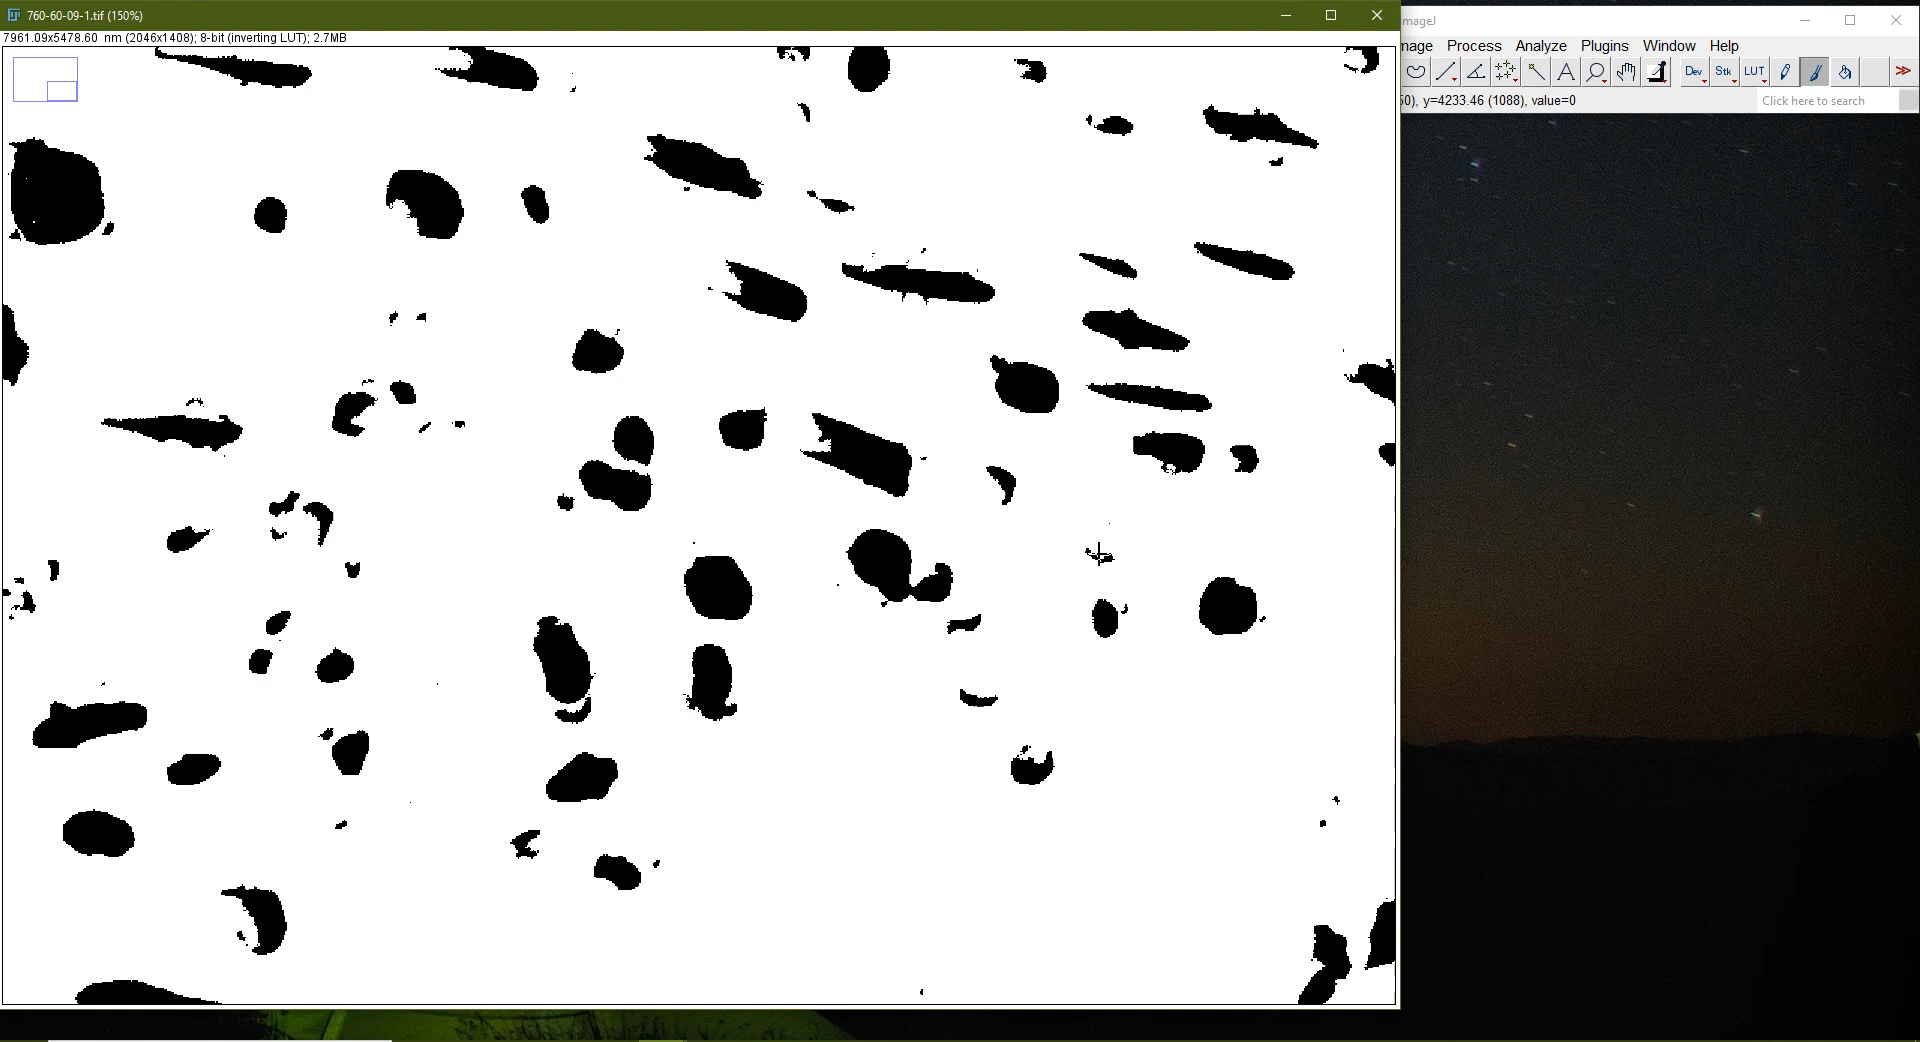 760-60-09-1.tif (150%)
7961.09x5478.60 nm (2046x1408); 8-bit (inverting LUT); 2.7MB
mageJ
mage Process Analyze Plugins Window Help
A Dev Stk LUT >>
50), y=4233.46 (1088), value=0 Click here to search